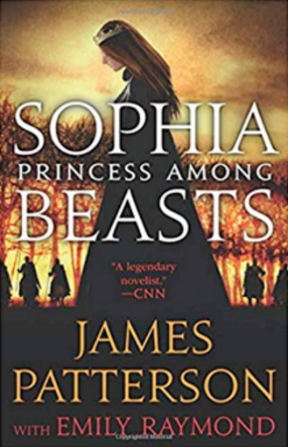 SOPHIA
PRINCESS AMONG
BEASTS
"A legendary
novelist."
—CNN
JAMES
PATTERSON
WITH EMILY RAYMOND